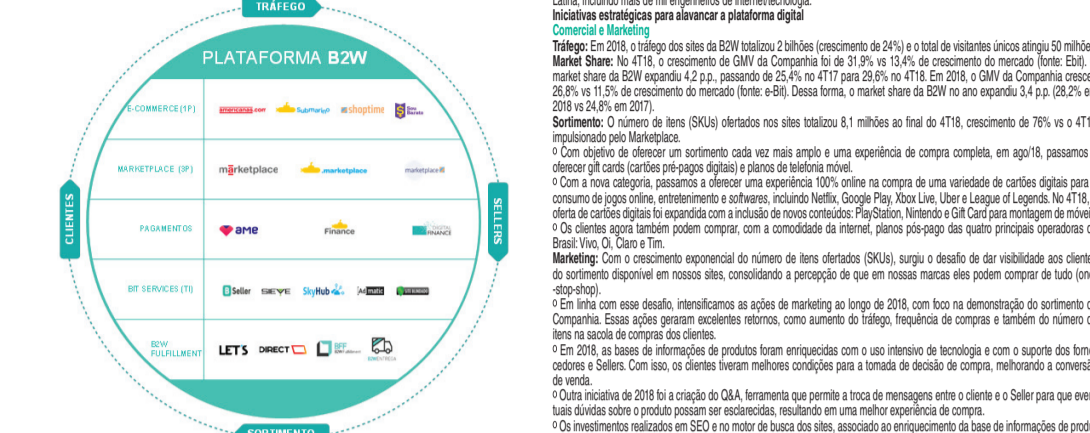 TRÁFEGO
PLATAFORMA B2W
E-COMMERCE (1P)
americanas.com
Submarino
shoptime
Sou Barato
MARKETPLACE (3P)
marketplace
.marketplace
marketplace
PAGAMENTOS
ame
Finance
DIGITAL FINANCE
BIT SERVICES (TI)
Seller
SIEVE
SkyHub
Admatic
SITE BLINDADO
B2W
FULFILLMENT
LET'S
DIRECT
BFF
CLIENTES
SELLERS
SORTIMENTO
Latina, incluindo mais de mil engenheiros de internet/tecnologia.
Iniciativas estratégicas para alavancar a plataforma digital
Comercial e Marketing
Tráfego: Em 2018, o tráfego dos sites da B2W totalizou 2 bilhões (crescimento de 24%) e o total de visitantes únicos atingiu 50 milhõe
Market Share: No 4T18, o crescimento de GMV da Companhia foi de 31,9% vs 13,4% de crescimento do mercado (fonte: Ebit).
market share da B2W expandiu 4,2 p.p., passando de 25,4% no 4T17 para 29,6% no 4T18. Em 2018, o GMV da Companhia cresce
26,8% vs 11,5% de crescimento do mercado (fonte: e-Bit). Dessa forma, o market share da B2W no ano expandiu 3,4 p.p. (28,2% e
2018 vs 24,8% em 2017).
Sortimento: O número de itens (SKUs) ofertados nos sites totalizou 8,1 milhões ao final do 4T18, crescimento de 76% vs o 4T1
impulsionado pelo Marketplace.
º Com objetivo de oferecer um sortimento cada vez mais amplo e uma experiência de compra completa, em ago/18, passamos
oferecer gift cards (cartões pré-pagos digitais) e planos de telefonia móvel.
º Com a nova categoria, passamos a oferecer uma experiência 100% online na compra de uma variedade de cartões digitais para
consumo de jogos online, entretenimento e softwares, incluindo Netflix, Google Play, Xbox Live, Uber e League of Legends. No 4T18,
oferta de cartões digitais foi expandida com a inclusão de novos conteúdos: PlayStation, Nintendo e Gift Card para montagem de móvei
º Os clientes agora também podem comprar, com a comodidade da internet, planos pós-pago das quatro principais operadoras d
Brasil: Vivo, Oi, Claro e Tim.
Marketing: Com o crescimento exponencial do número de itens ofertados (SKUs), surgiu o desafio de dar visibilidade aos cliente
do sortimento disponível em nossos sites, consolidando a percepção de que em nossas marcas eles podem comprar de tudo (one
-stop-shop).
º Em linha com esse desafio, intensificamos as ações de marketing ao longo de 2018, com foco na demonstração do sortimento d
Companhia. Essas ações geraram excelentes retornos, como aumento do tráfego, frequência de compras e também do número d
itens na sacola de compras dos clientes.
º Em 2018, as bases de informações de produtos foram enriquecidas com o uso intensivo de tecnologia e com o suporte dos forne
cedores e Sellers. Com isso, os clientes tiveram melhores condições para a tomada de decisão de compra, melhorando a conversã
de venda.
º Outra iniciativa de 2018 foi a criação do Q&A, ferramenta que permite a troca de mensagens entre o cliente e o Seller para que even
tuais dúvidas sobre o produto possam ser esclarecidas, resultando em uma melhor experiência de compra.
º Os investimentos realizados em SEO e no motor de busca dos sites, associado ao enriquecimento da base de informações de prod